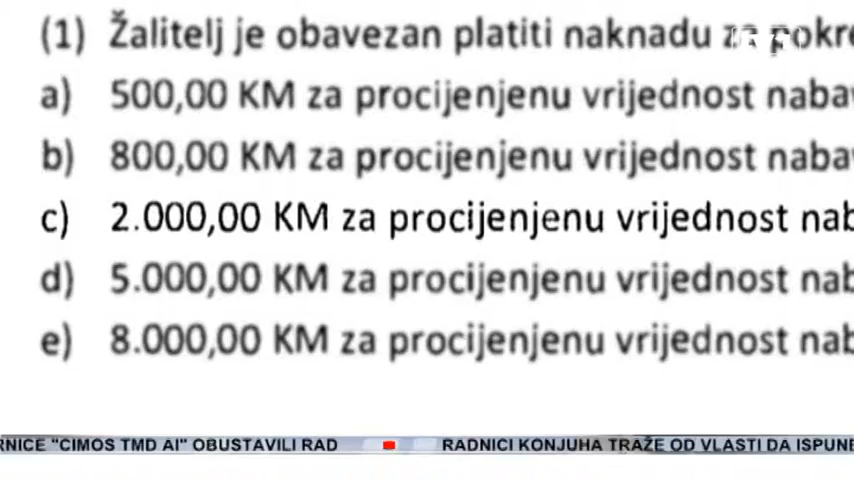 (1) Žalitelj je obavezan platiti naknadu
a) 500,00 KM za procijenjenu vrijednost
b) 800,00 KM za procijenjenu vrijednost
c) 2.000,00 KM za procijenjenu vrijednost
d) 5.000,00 KM za procijenjenu vrijednost
e) 8.000,00 KM za procijenjenu vrijednost
"CIMOS TMD AI" OBUSTAVILI RAD RADNICI KONJUHA TRAŽE OD VLASTI DA